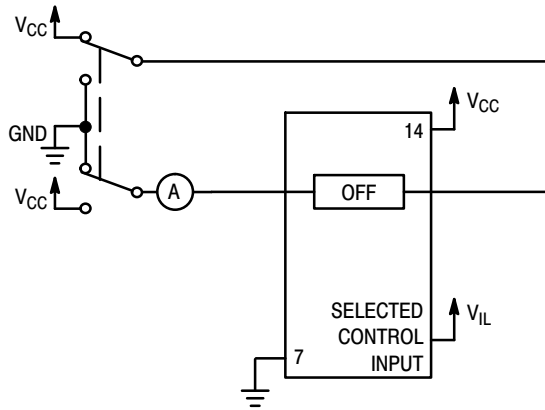 VCC
GND
VCC
A
OFF
14
VCC
SELECTED
CONTROL
INPUT
VIL
7